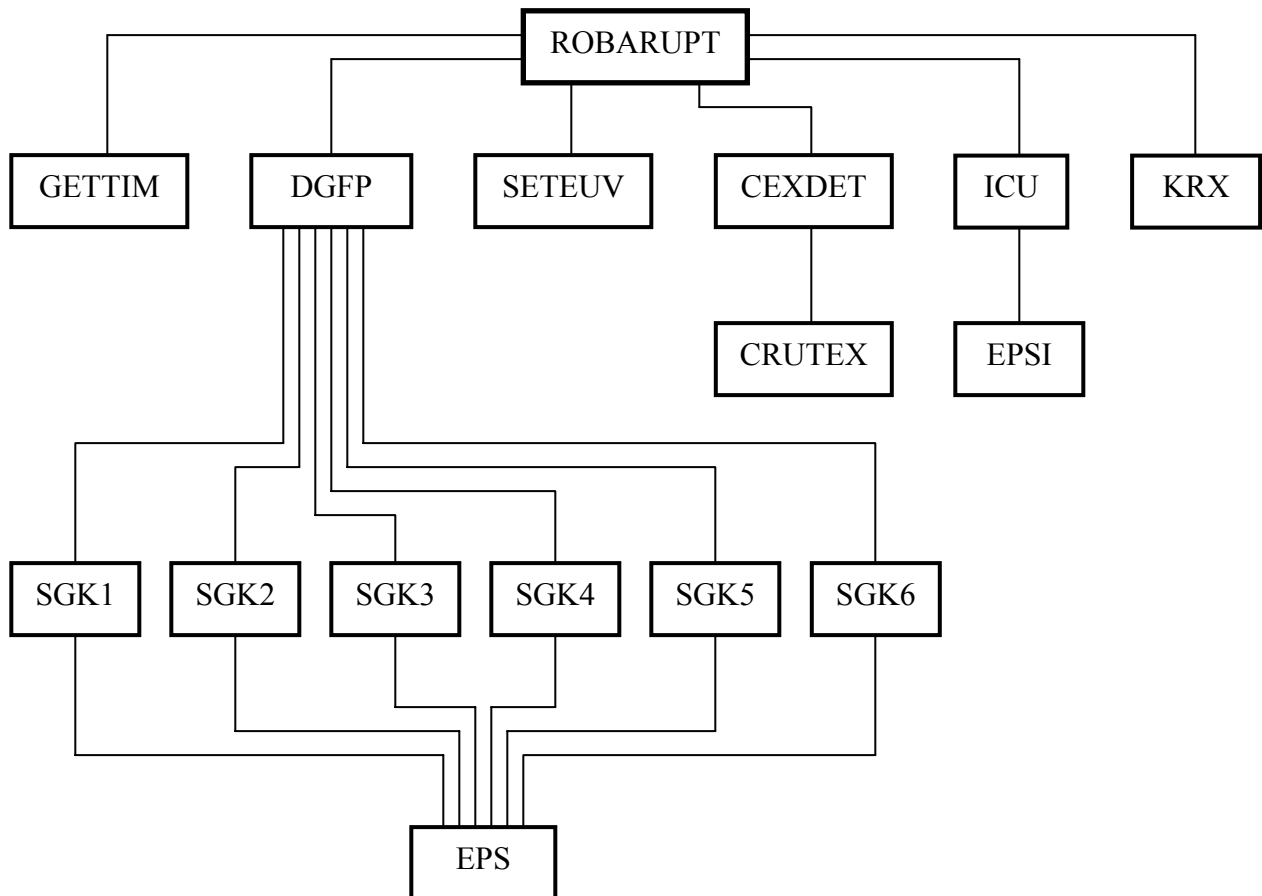 ROBARUPT
GETTIM
DGFP
SETEUV
CEXDET
ICU
KRX
CRUTEX
EPSI
SGK1
SGK2
SGK3
SGK4
SGK5
SGK6
EPS